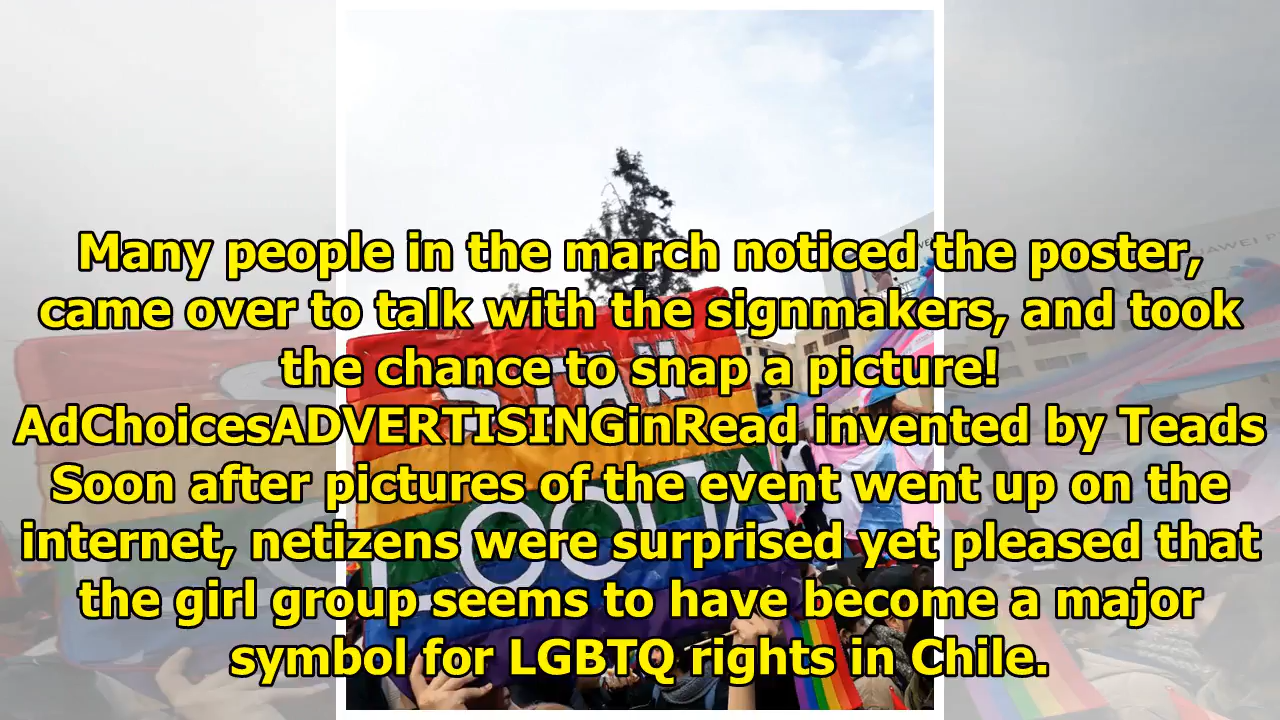 Many people in the march noticed the poster,
came over to talk with the signmakers, and took
the chance to snap a picture!
AdChoicesADVERTISINGinRead invented by Teads
Soon after pictures of the event went up on the
internet, netizens were surprised yet pleased that
the girl group seems to have become a major
symbol for LGBTQ rights in Chile.
STAN
LOONA
HUAWEI